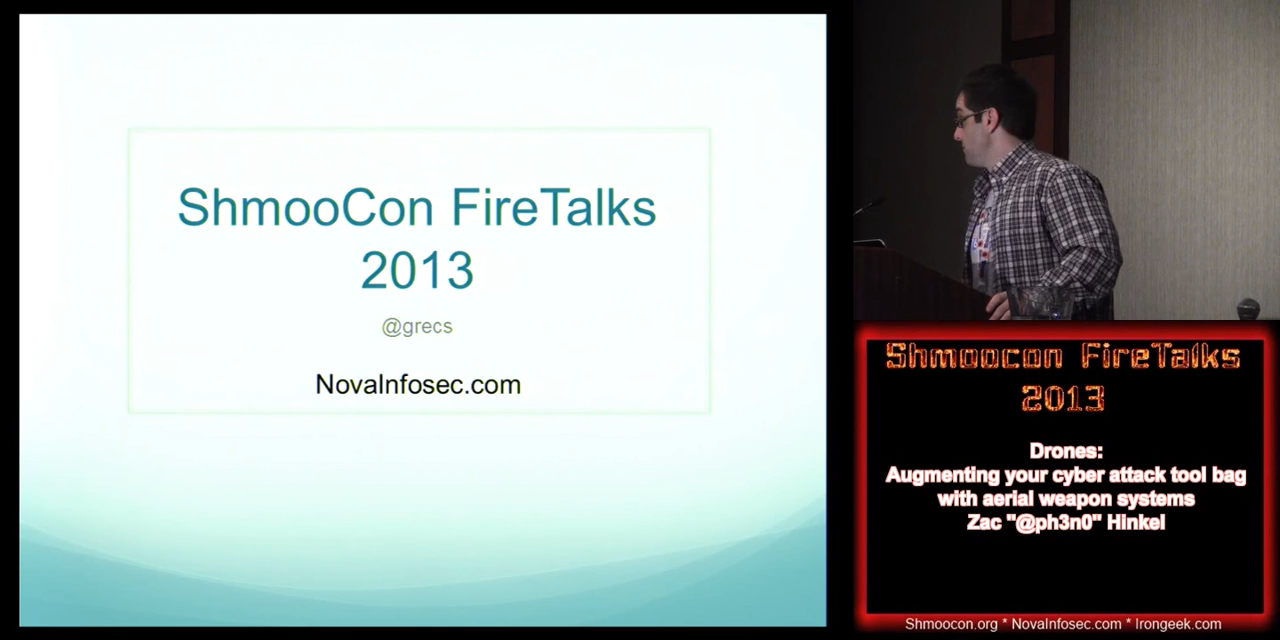 ShmooCon FireTalks
2013
@grecs
NovaInfosec.com
Shmoocon FireTalks
2013
Drones:
Augmenting your cyber attack tool bag
with aerial weapon systems
Zac "@ph3n0" Hinkel
Shmoocon.org * NovaInfosec.com * Irongeek.com